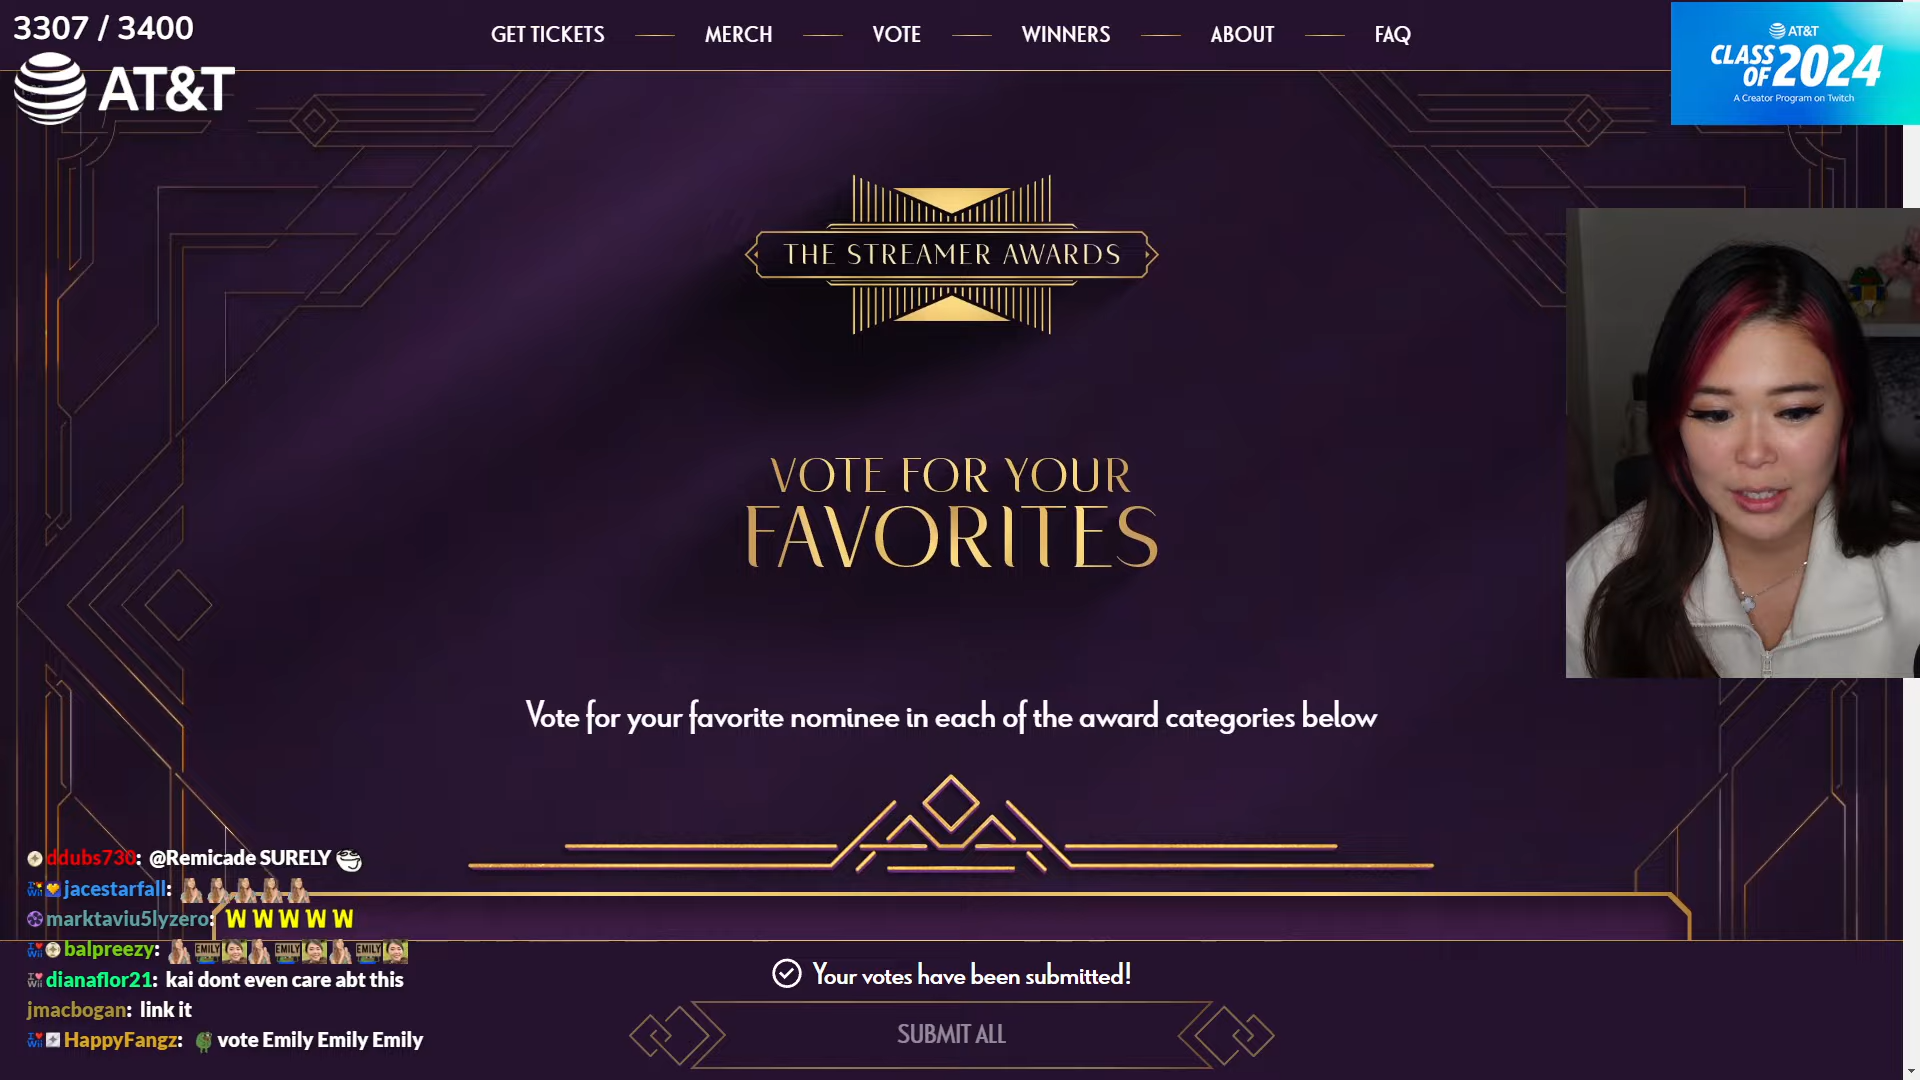 3307 / 3400
AT&T
GET TICKETS
MERCH
VOTE
WINNERS
ABOUT
FAQ
AT&T
CLASS
OF 2024
A Creator Program on Twitch
THE STREAMER AWARDS
VOTE FOR YOUR
FAVORITES
Vote for your favorite nominee in each of the award categories below
ddubs730: @Remicade SURELY
jacestarfall:
marktaviu5lyzero: W W W W W
balpreezy: EMILY EMILY EMILY
dianaflor21: kai dont even care abt this
jmacbogan: link it
HappyFangz: vote Emily Emily Emily
Your votes have been submitted!
SUBMIT ALL